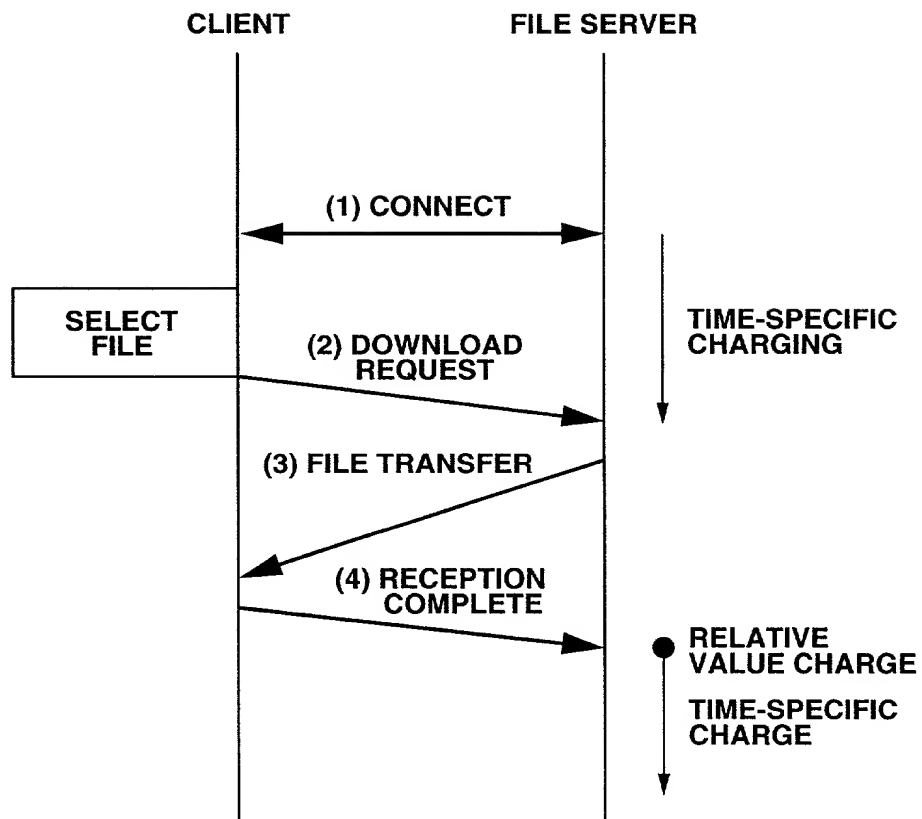 CLIENT
FILE SERVER
(1) CONNECT
SELECT
FILE
(2) DOWNLOAD
REQUEST
TIME-SPECIFIC
CHARGING
(3) FILE TRANSFER
(4) RECEPTION
COMPLETE
RELATIVE
VALUE CHARGE
TIME-SPECIFIC
CHARGE